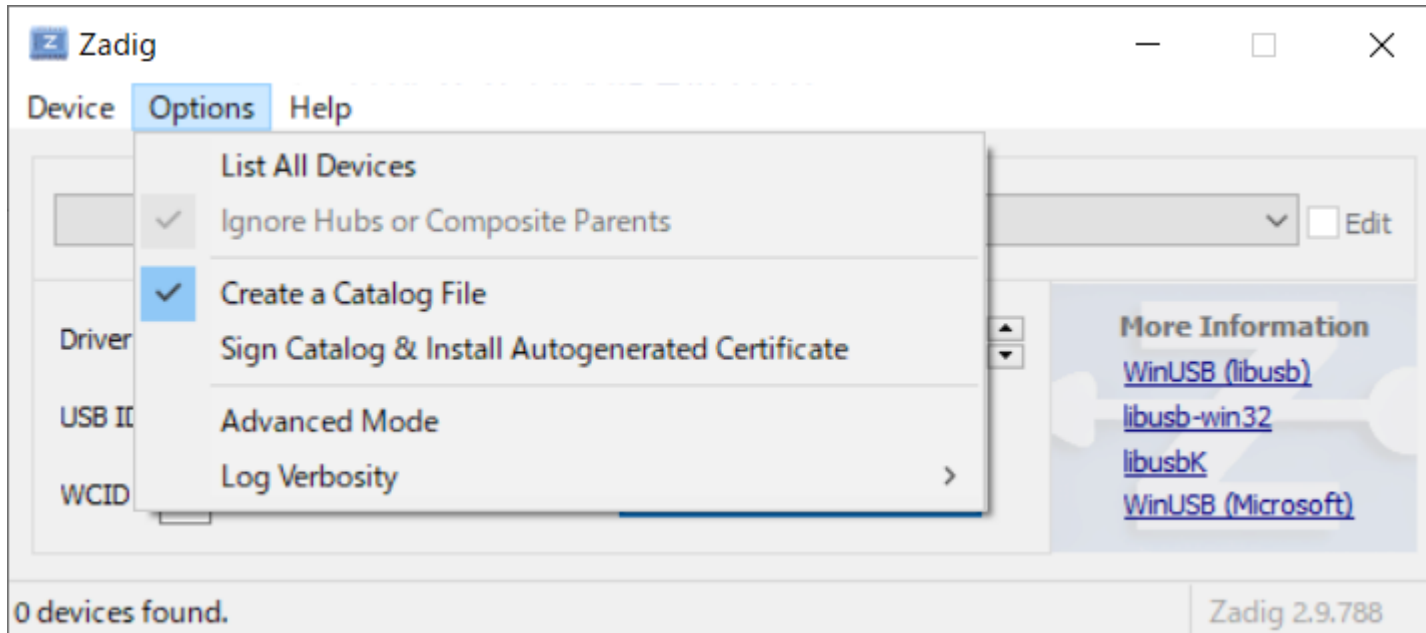 Zadig
Device Options Help
List All Devices
Ignore Hubs or Composite Parents
Edit
Create a Catalog File
Driver
Sign Catalog & Install Autogenerated Certificate
More Information
WinUSB (libusb)
USB ID
Advanced Mode
libusb-win32
Log Verbosity
libusbK
WCID
WinUSB (Microsoft)
0 devices found.
Zadig 2.9.788